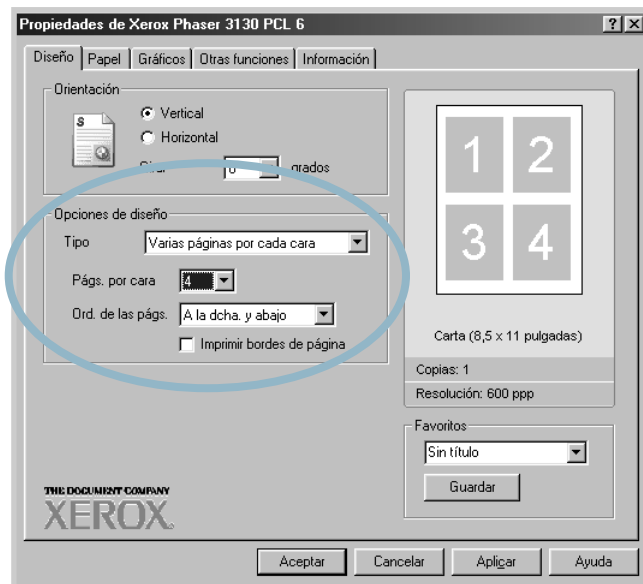 Propiedades de Xerox Phaser 3130 PCL 6
Diseño Papel Gráficos Otras funciones Información
Orientación
S
Vertical
Horizontal
grados
Opciones de diseño
Tipo Varias páginas por cada cara
Págs. por cara 4
Ord. de las págs. A la dcha. y abajo
Imprimir bordes de página
1 2
3 4
Carta (8,5 x 11 pulgadas)
Copias: 1
Resolución: 600 ppp
Favoritos
Sin título
Guardar
THE DOCUMENT COMPANY
XEROX
Aceptar Cancelar Aplicar Ayuda